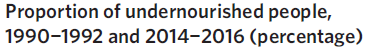 Proportion of undernourished people,
1990–1992 and 2014–2016 (percentage)